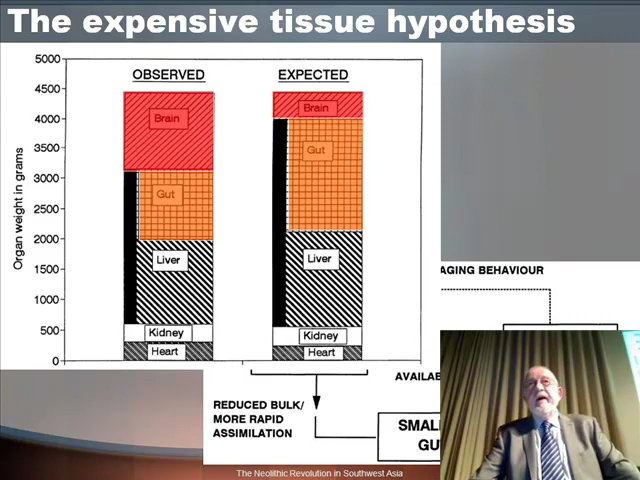 The expensive tissue hypothesis
5000
4500
4000
3500
3000
2500
2000
1500
1000
500
0
Organ weight in grams
OBSERVED
EXPECTED
Brain
Gut
Liver
Kidney
Heart
Brain
Gut
Liver
Kidney
Heart
AGING BEHAVIOUR
AVAILAB
REDUCED BULK/
MORE RAPID
ASSIMILATION
SMAL
GU
The Neolithic Revolution in Southwest Asia